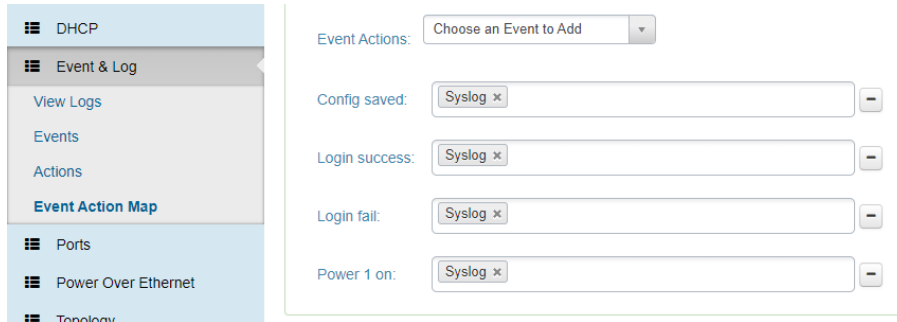 DHCP
Event & Log
View Logs
Events
Actions
Event Action Map
Ports
Power Over Ethernet
Topology
Event Actions: Choose an Event to Add
Config saved: Syslog ×
Login success: Syslog ×
Login fail: Syslog ×
Power 1 on: Syslog ×